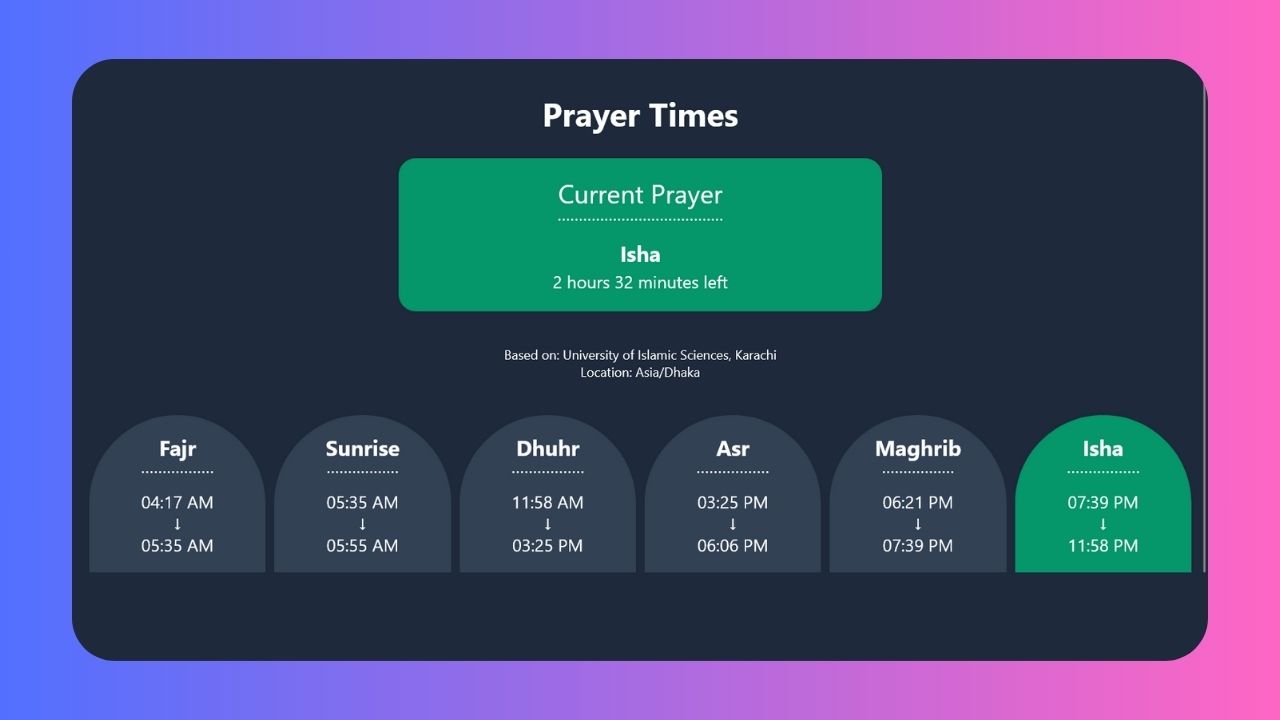 Prayer Times
Current Prayer
Isha
2 hours 32 minutes left
Based on: University of Islamic Sciences, Karachi
Location: Asia/Dhaka
Fajr
04:17 AM
↓
05:35 AM
Sunrise
05:35 AM
↓
05:55 AM
Dhuhr
11:58 AM
↓
03:25 PM
Asr
03:25 PM
↓
06:06 PM
Maghrib
06:21 PM
↓
07:39 PM
Isha
07:39 PM
↓
11:58 PM